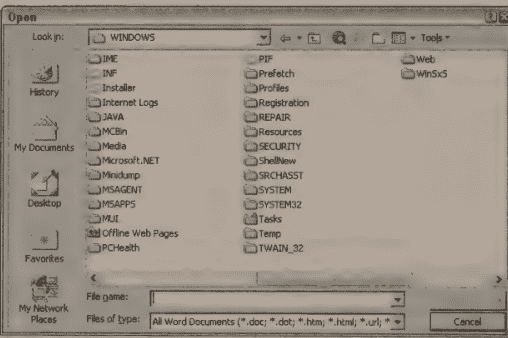 Open
Look in: WINDOWS Tools
History
My Documents
Desktop
Favorites
My Network Places
IME
INF
Installer
Internet Logs
JAVA
MCBin
Media
Microsoft.NET
Minidump
MSAGENT
MSAPPS
MUI
Offline Web Pages
PCHealth
PIF
Prefetch
Profiles
Registration
REPAIR
Resources
SECURITY
ShellNew
SRCHASST
SYSTEM
SYSTEM32
Tasks
Temp
TWAIN_32
Web
WinSxS
File name:
Files of type: All Word Documents (*.doc; *.dot; *.htm; *.html; *.url; *
Cancel